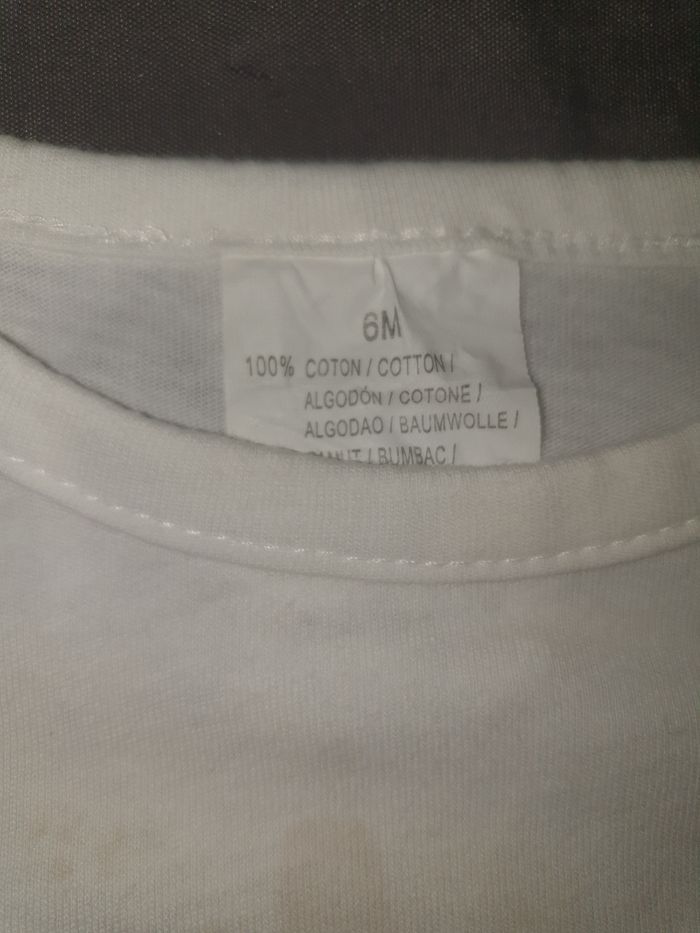 6M
100% COTON / COTTON /
ALGODÓN / COTONE /
ALGODAO / BAUMWOLLE /
/ BUMBAC /